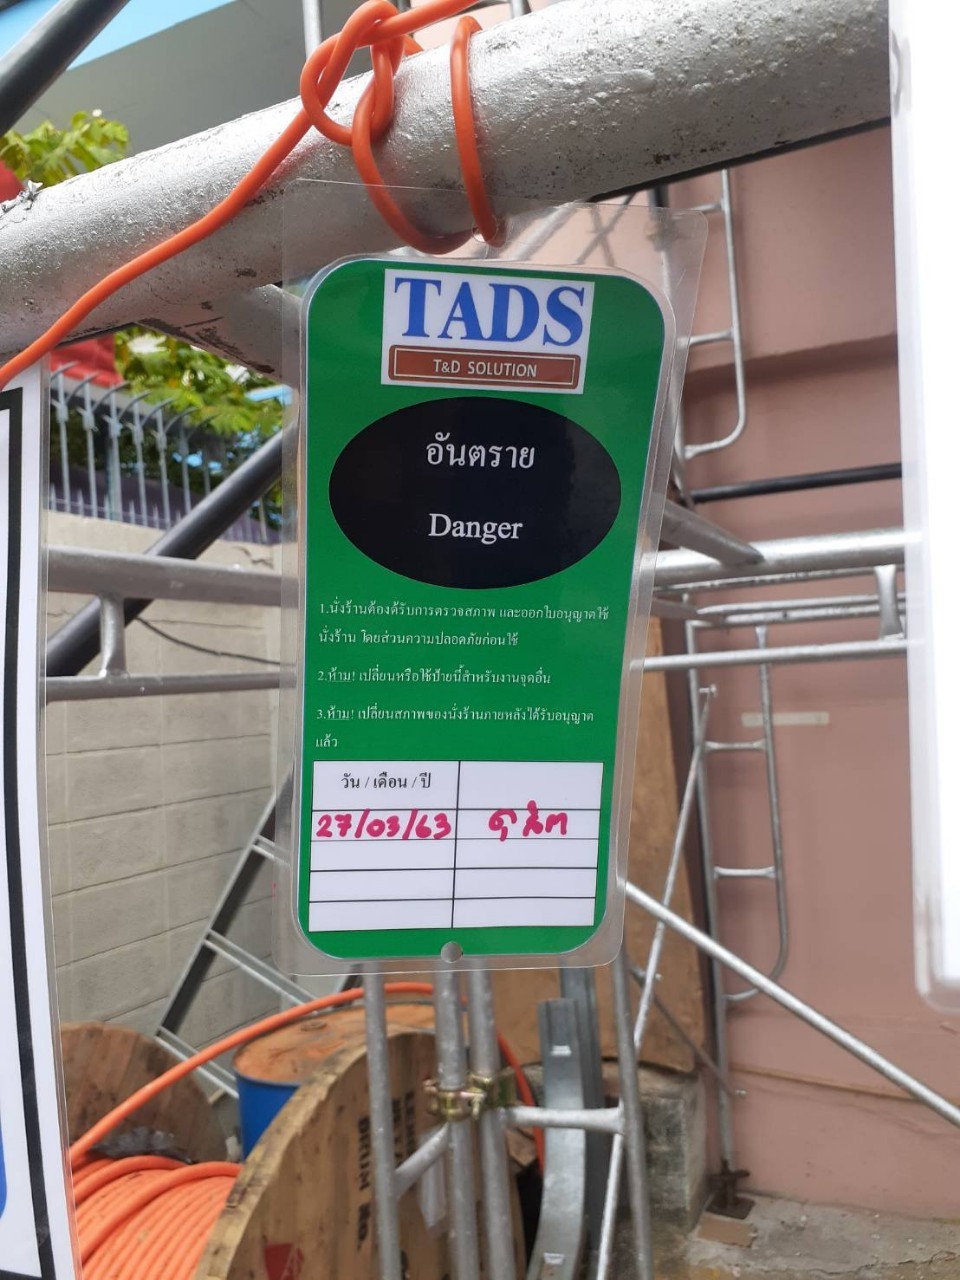 TADS
T&D SOLUTION
อันตราย
Danger
1.นั่งร้านต้องด้รับการตรวจสภาพ และออกใบอนุญาตใช้
นั่งร้าน โดยส่วนความปลอดภัยก่อนใช้
2.ห้าม! เปลี่ยนหรือใช้ป้ายนี้สำหรับงานจุดอื่น
3.ห้าม! เปลี่ยนสภาพของนั่งร้านภายหลังได้รับอนุญาต
แล้ว
วัน / เดือน / ปี
27/03/63
DRUM No.